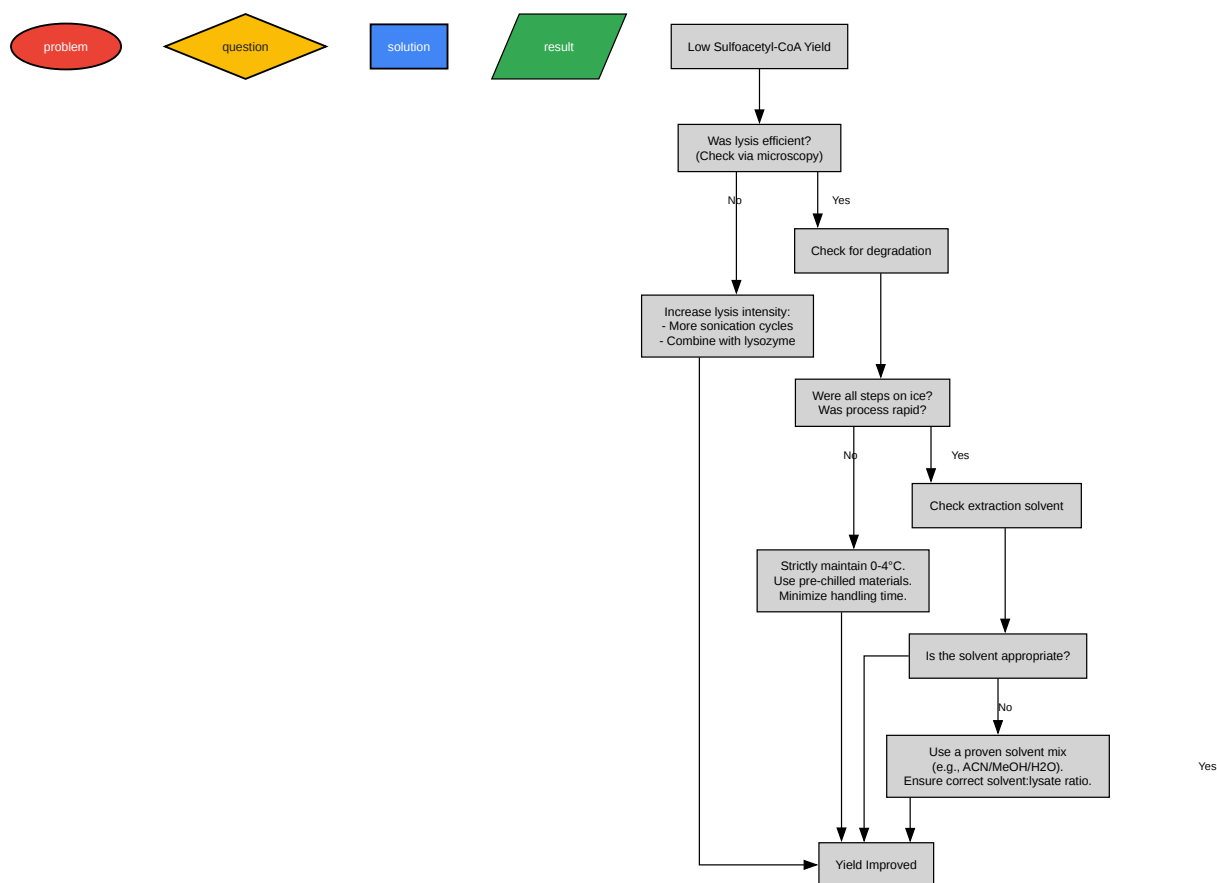 problem
question
solution
result
Low Sulfoacetyl-CoA Yield
Was lysis efficient?
(Check via microscopy)
No
Yes
Check for degradation
Increase lysis intensity:
- More sonication cycles
- Combine with lysozyme
Were all steps on ice?
Was process rapid?
No
Yes
Check extraction solvent
Strictly maintain 0-4°C.
Use pre-chilled materials.
Minimize handling time.
Is the solvent appropriate?
No
Use a proven solvent mix
(e.g., ACN/MeOH/H2O).
Ensure correct solvent:lysate ratio.
Yes
Yield Improved